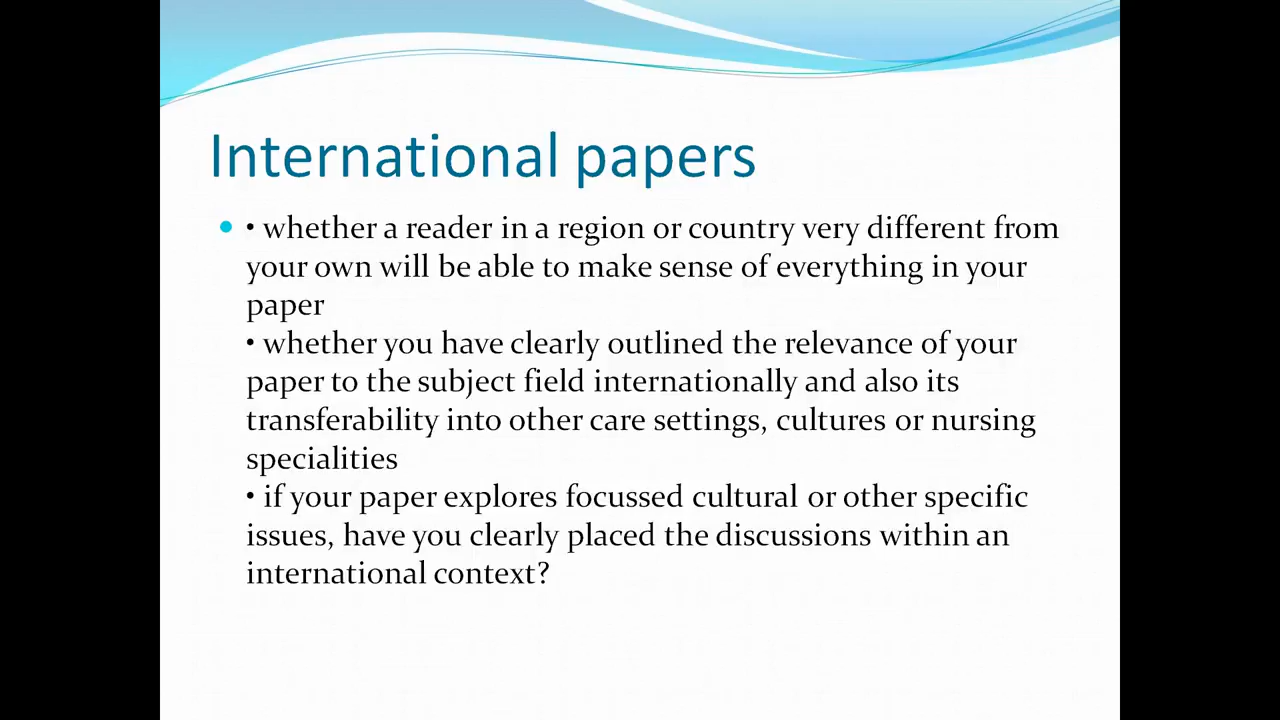 International papers
• • whether a reader in a region or country very different from
your own will be able to make sense of everything in your
paper
• whether you have clearly outlined the relevance of your
paper to the subject field internationally and also its
transferability into other care settings, cultures or nursing
specialities
• if your paper explores focussed cultural or other specific
issues, have you clearly placed the discussions within an
international context?